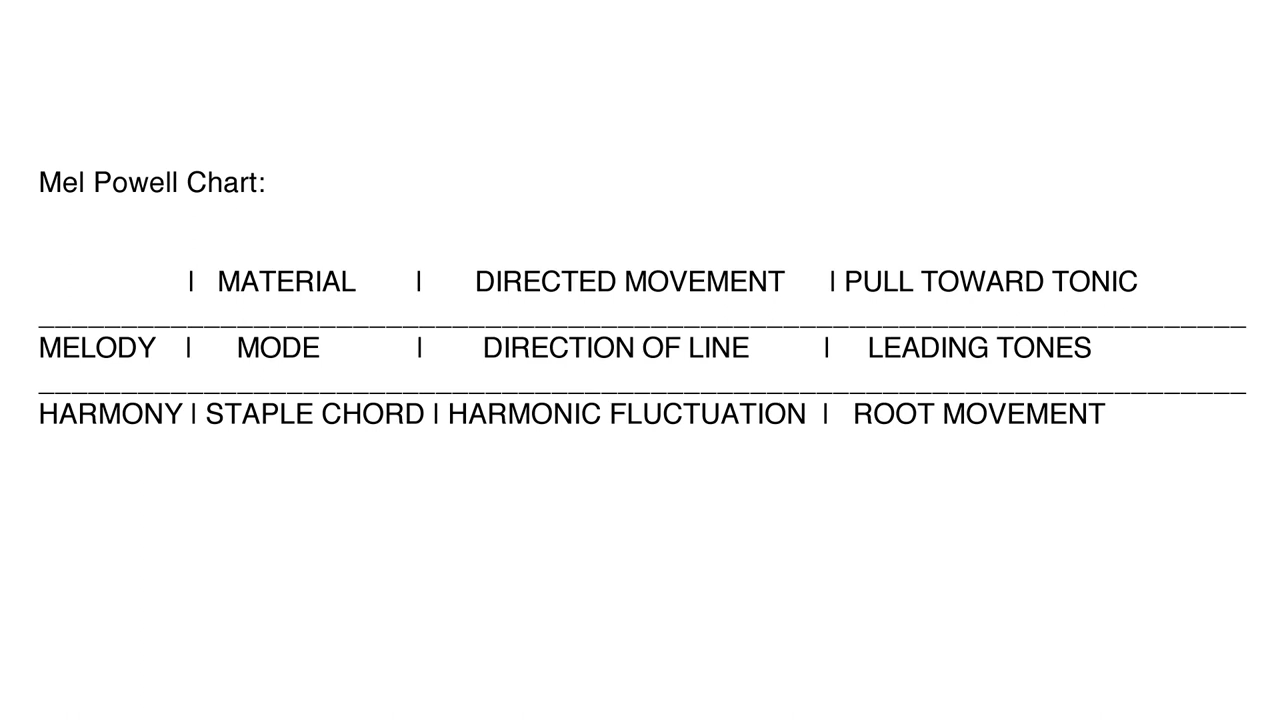 Mel Powell Chart:
| MATERIAL | DIRECTED MOVEMENT | PULL TOWARD TONIC
MELODY | MODE | DIRECTION OF LINE | LEADING TONES
HARMONY | STAPLE CHORD | HARMONIC FLUCTUATION | ROOT MOVEMENT